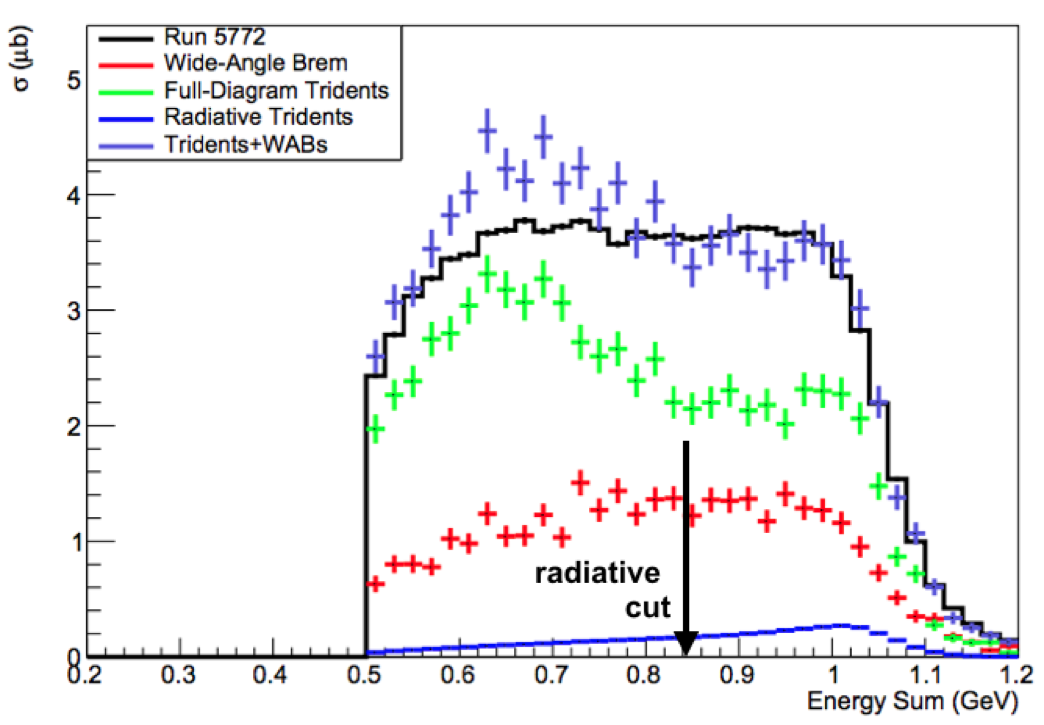 σ (μb)
Run 5772
Wide-Angle Brem
Full-Diagram Tridents
Radiative Tridents
Tridents+WABs
5
4
3
2
1
0
radiative
cut
0.2 0.3 0.4 0.5 0.6 0.7 0.8 0.9 1 1.1 1.2
Energy Sum (GeV)